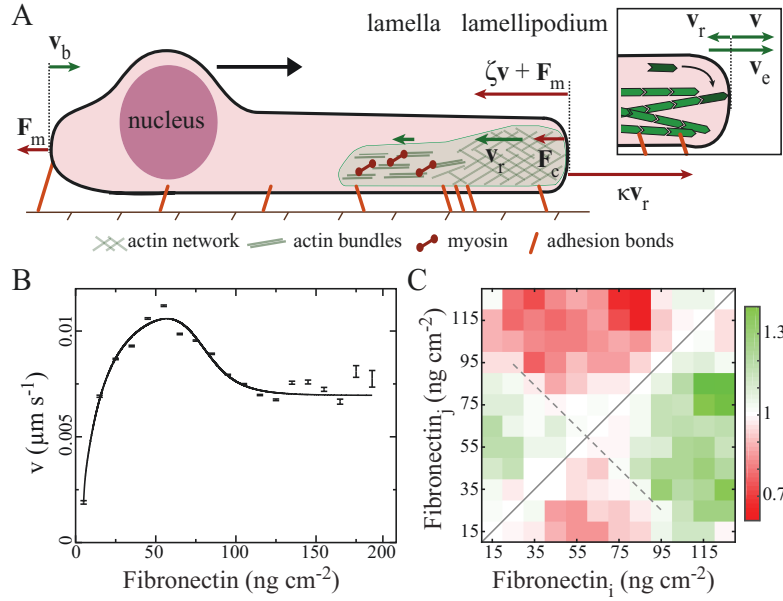 A
lamella lamellipodium
v_b
v_r v
v_e
ζv + F_m
nucleus
F_m
v_r F_c
κv_r
actin network actin bundles myosin adhesion bonds
B
v (µm s⁻¹)
0.01
0.005
0
0 50 100 150 200
Fibronectin (ng cm⁻²)
C
Fibronectin_j (ng cm⁻²)
115
95
75
55
35
15
15 35 55 75 95 115
Fibronectin_i (ng cm⁻²)
1.3
1
0.7